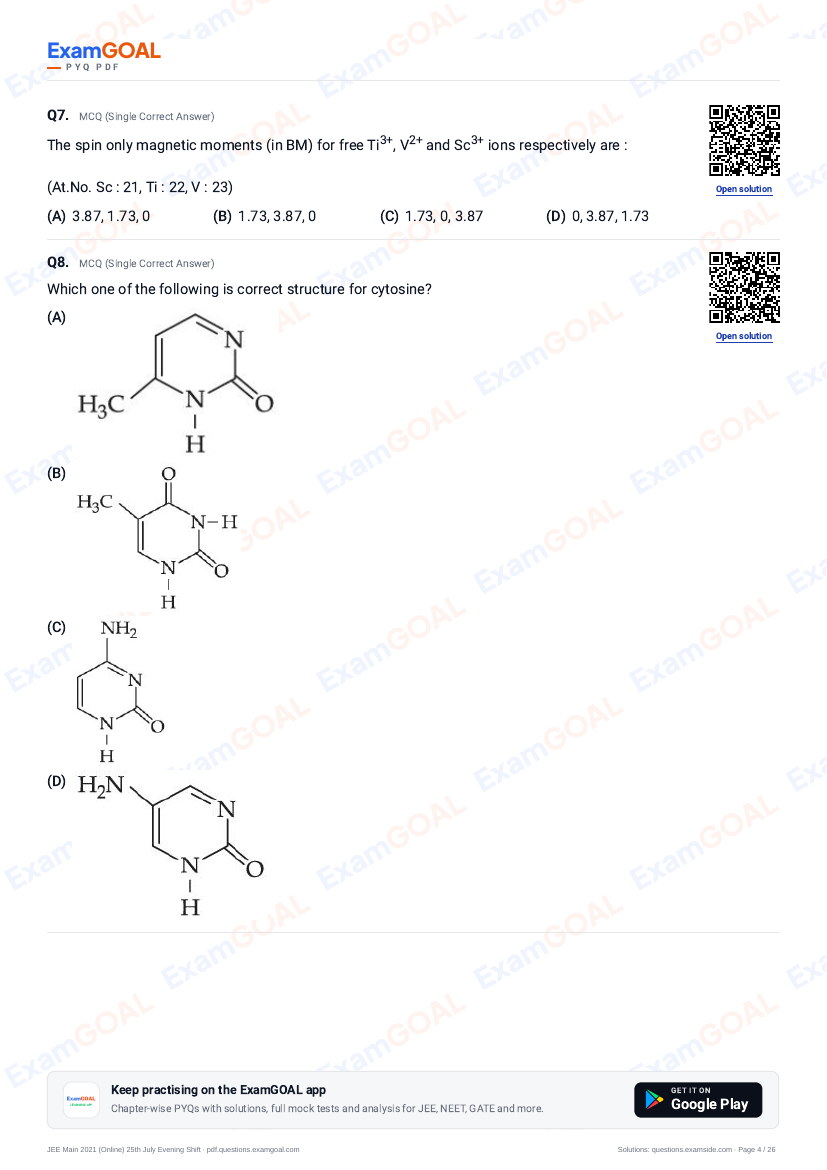 ExamGOAL
PYQ PDF
Q7. MCQ (Single Correct Answer)
The spin only magnetic moments (in BM) for free Ti³⁺, V²⁺ and Sc³⁺ ions respectively are :
(At.No. Sc : 21, Ti : 22, V : 23)
(A) 3.87, 1.73, 0 (B) 1.73, 3.87, 0 (C) 1.73, 0, 3.87 (D) 0, 3.87, 1.73
Open solution
Q8. MCQ (Single Correct Answer)
Which one of the following is correct structure for cytosine?
Open solution
(A)
N
H₃C N O
H
(B)
O
H₃C
N–H
N O
H
(C)
NH₂
N
N O
H
(D) H₂N
N
N O
H
ExamGOAL
Keep practising on the ExamGOAL app
Chapter-wise PYQs with solutions, full mock tests and analysis for JEE, NEET, GATE and more.
GET IT ON
Google Play
JEE Main 2021 (Online) 25th July Evening Shift · pdf.questions.examgoal.com
Solutions: questions.examside.com · Page 4 / 26